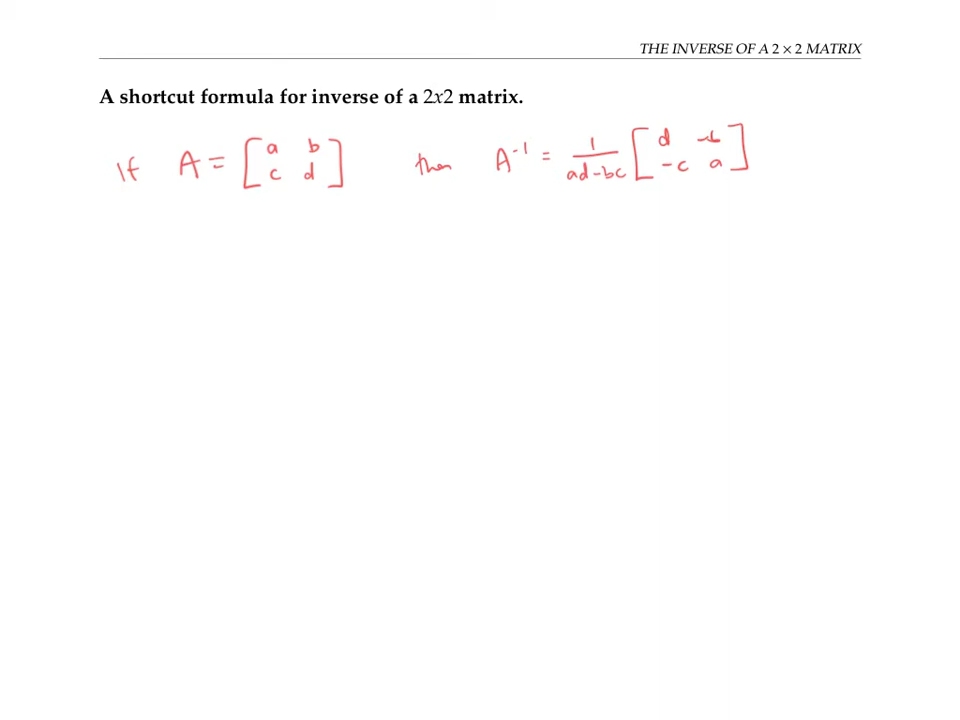 THE INVERSE OF A 2 × 2 MATRIX
A shortcut formula for inverse of a 2x2 matrix.
If A = [a b; c d] then A⁻¹ = 1/(ad-bc) [d -b; -c a]